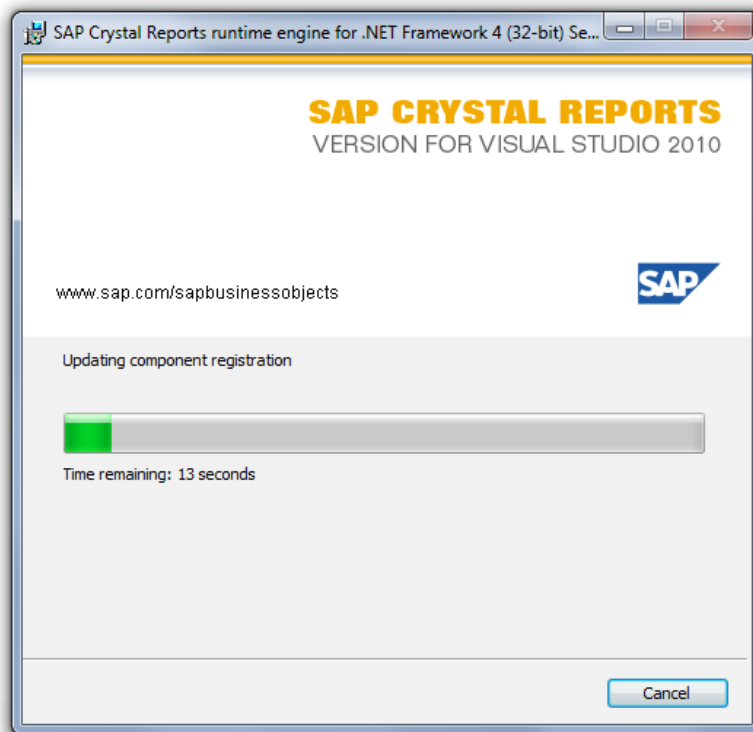 SAP Crystal Reports runtime engine for .NET Framework 4 (32-bit) Se...
SAP CRYSTAL REPORTS
VERSION FOR VISUAL STUDIO 2010
www.sap.com/sapbusinessobjects
SAP
Updating component registration
Time remaining: 13 seconds
Cancel